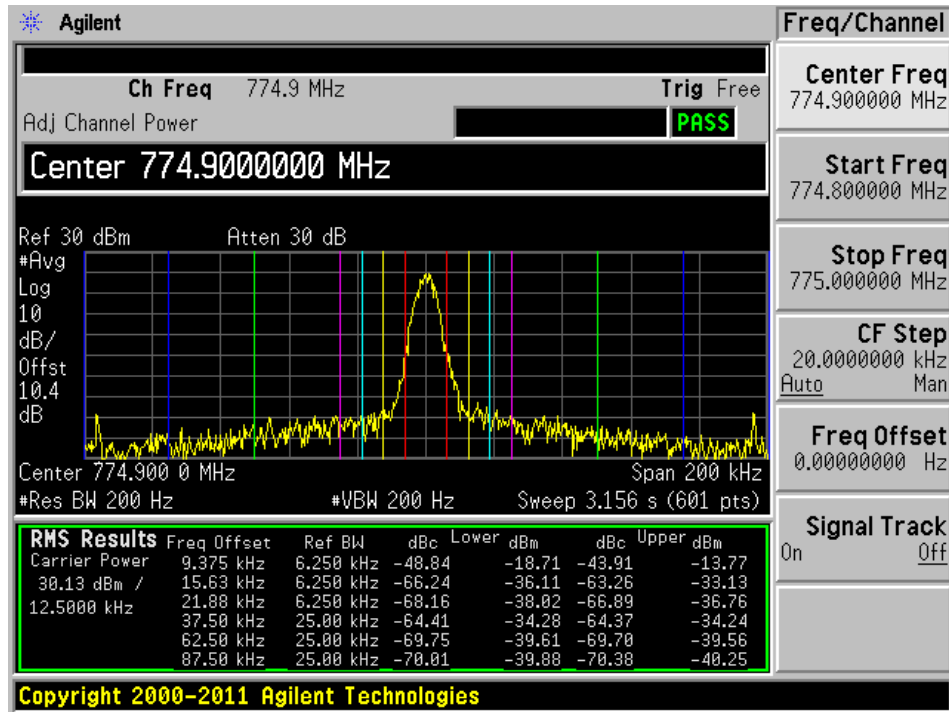 Agilent
Freq/Channel
Ch Freq 774.9 MHz Trig Free
Adj Channel Power PASS
Center 774.9000000 MHz
Ref 30 dBm Atten 30 dB
#Avg
Log
10
dB/
Offst
10.4
dB
Center 774.900 0 MHz Span 200 kHz
#Res BW 200 Hz #VBW 200 Hz Sweep 3.156 s (601 pts)
RMS Results Freq Offset Ref BW dBc Lower dBm dBc Upper dBm
Carrier Power 9.375 kHz 6.250 kHz -48.84 -18.71 -43.91 -13.77
30.13 dBm / 15.63 kHz 6.250 kHz -66.24 -36.11 -63.26 -33.13
12.5000 kHz 21.88 kHz 6.250 kHz -68.16 -38.02 -66.89 -36.76
37.50 kHz 25.00 kHz -64.41 -34.28 -64.37 -34.24
62.50 kHz 25.00 kHz -69.75 -39.61 -69.70 -39.56
87.50 kHz 25.00 kHz -70.01 -39.88 -70.38 -40.25
Center Freq
774.900000 MHz
Start Freq
774.800000 MHz
Stop Freq
775.000000 MHz
CF Step
20.0000000 kHz
Auto Man
Freq Offset
0.00000000 Hz
Signal Track
On Off
Copyright 2000-2011 Agilent Technologies